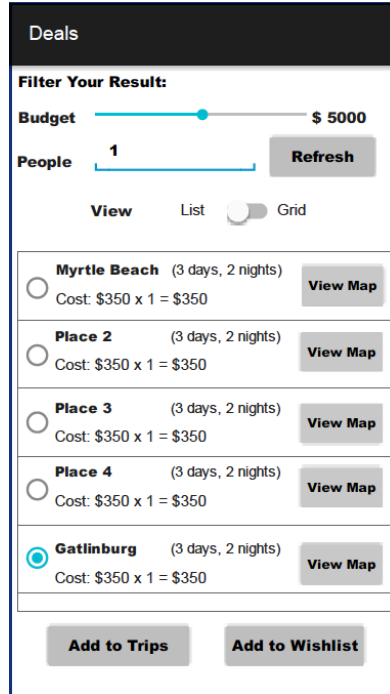 Deals
Filter Your Result:
Budget $ 5000
People 1 Refresh
View List Grid
Myrtle Beach (3 days, 2 nights)
Cost: $350 x 1 = $350 View Map
Place 2 (3 days, 2 nights)
Cost: $350 x 1 = $350 View Map
Place 3 (3 days, 2 nights)
Cost: $350 x 1 = $350 View Map
Place 4 (3 days, 2 nights)
Cost: $350 x 1 = $350 View Map
Gatlinburg (3 days, 2 nights)
Cost: $350 x 1 = $350 View Map
Add to Trips Add to Wishlist